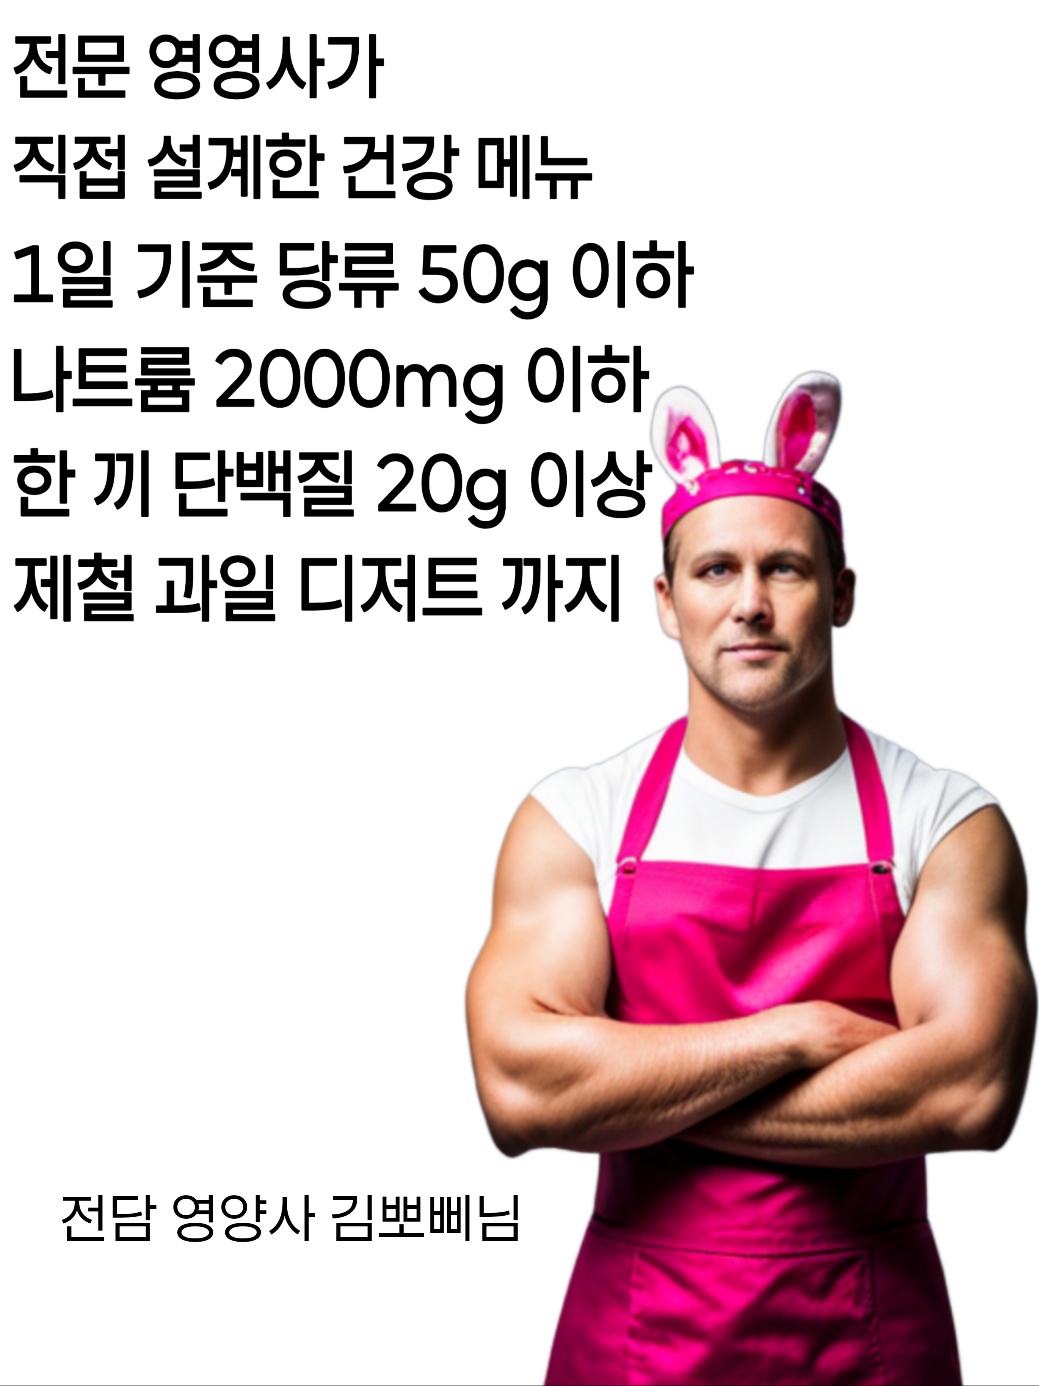 전문 영영사가
직접 설계한 건강 메뉴
1일 기준 당류 50g 이하
나트륨 2000mg 이하
한 끼 단백질 20g 이상
제철 과일 디저트 까지
전담 영양사 김뽀삐님